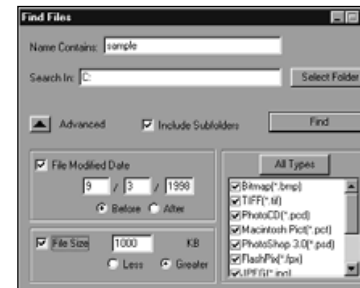 Find Files
Name Contains: sample
Search In: C:
Select Folder
Advanced
Include Subfolders
Find
File Modified Date
9 / 3 / 1998
Before After
File Size 1000 KB
Less Greater
All Types
Bitmap(*.bmp)
TIFF(*.tif)
PhotoCD(*.pcd)
Macintosh Pict(*.pct)
PhotoShop 3.0(*.psd)
FlashPix(*.fpx)
JPEG(*.jpg)